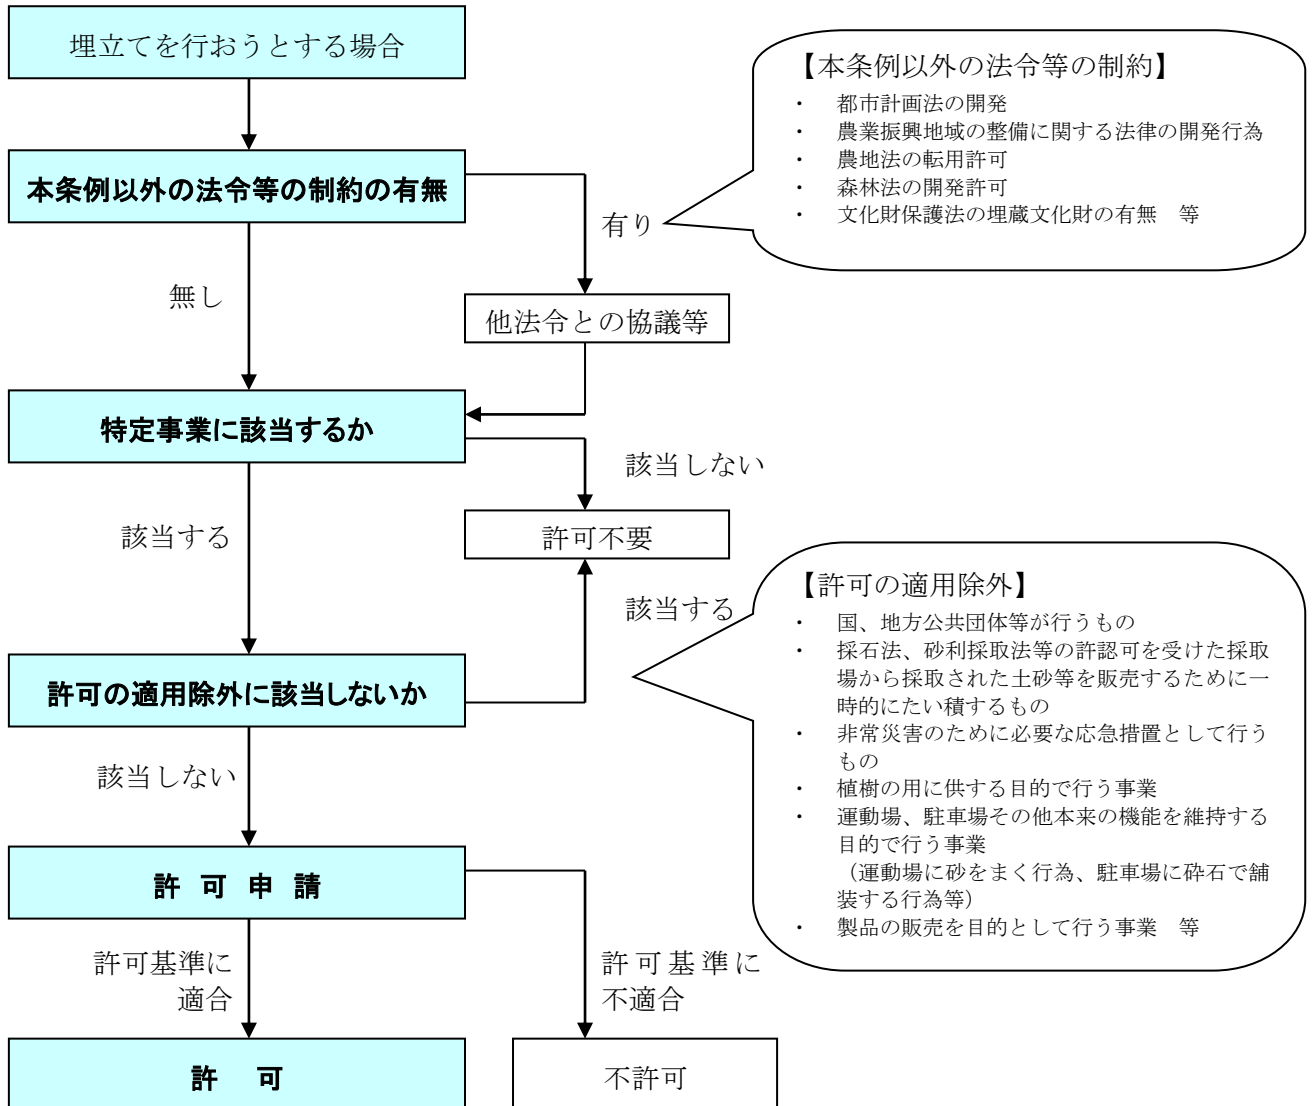 埋立てを行おうとする場合
【本条例以外の法令等の制約】
・ 都市計画法の開発
・ 農業振興地域の整備に関する法律の開発行為
・ 農地法の転用許可
・ 森林法の開発許可
・ 文化財保護法の埋蔵文化財の有無 等
本条例以外の法令等の制約の有無
有り
無し
他法令との協議等
特定事業に該当するか
該当しない
該当する
許可不要
該当する
【許可の適用除外】
・ 国、地方公共団体等が行うもの
・ 採石法、砂利採取法等の許認可を受けた採取
場から採取された土砂等を販売するために一
時的にたい積するもの
・ 非常災害のために必要な応急措置として行う
もの
・ 植樹の用に供する目的で行う事業
・ 運動場、駐車場その他本来の機能を維持する
目的で行う事業
（運動場に砂をまく行為、駐車場に砕石で舗
装する行為等）
・ 製品の販売を目的として行う事業 等
許可の適用除外に該当しないか
該当しない
許 可 申 請
許可基準に
適合
許可基準に
不適合
許 可
不許可